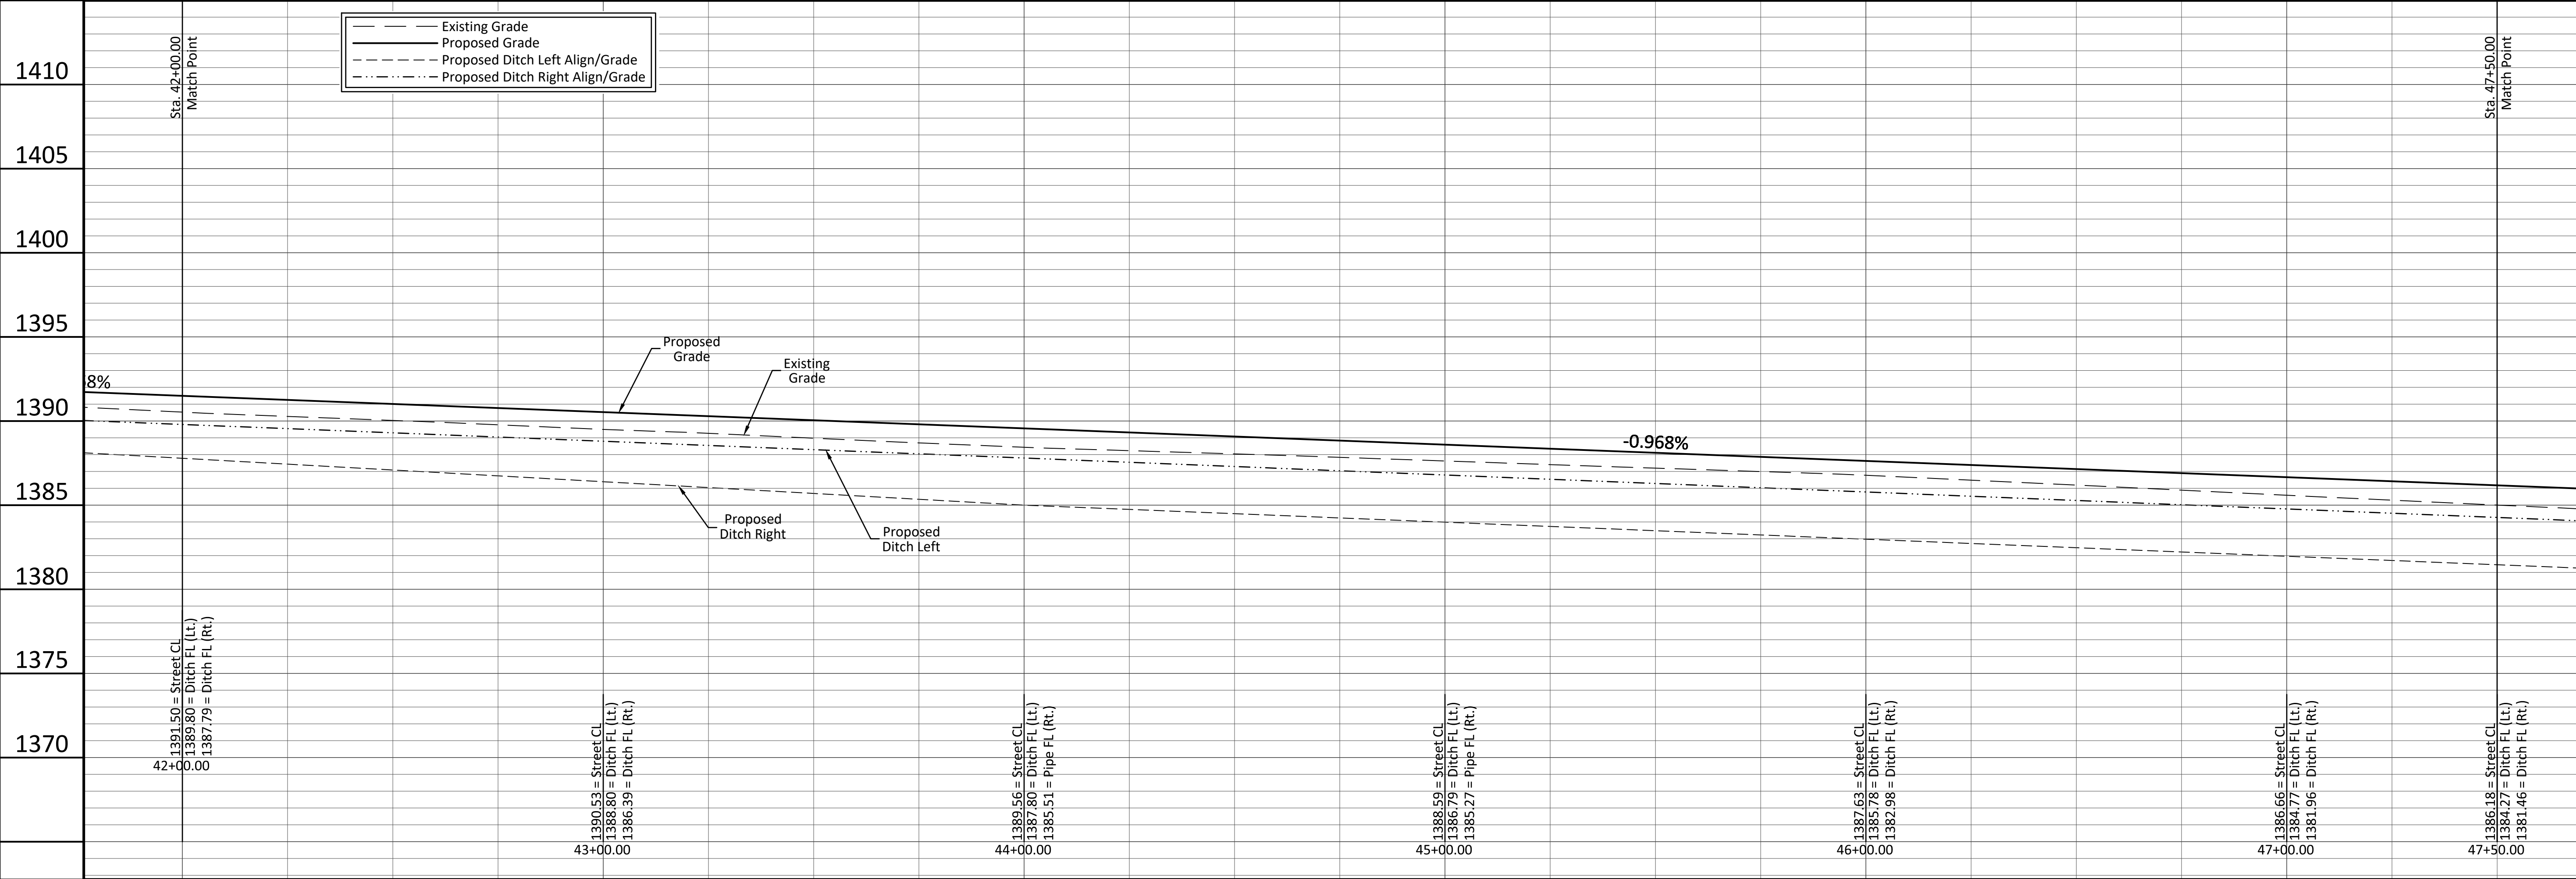 Existing Grade
Proposed Grade
Proposed Ditch Left Align/Grade
Proposed Ditch Right Align/Grade
Sta. 42+00.00
Match Point
Sta. 47+50.00
Match Point
1410
1405
1400
1395
1390
1385
1380
1375
1370
8%
Proposed
Grade
Existing
Grade
-0.968%
Proposed
Ditch Right
Proposed
Ditch Left
1391.50 = Street CL
1389.80 = Ditch FL (Lt.)
1387.79 = Ditch FL (Rt.)
42+00.00
1390.53 = Street CL
1388.80 = Ditch FL (Lt.)
1386.39 = Ditch FL (Rt.)
43+00.00
1389.56 = Street CL
1387.80 = Ditch FL (Lt.)
1385.51 = Pipe FL (Rt.)
44+00.00
1388.59 = Street CL
1386.79 = Ditch FL (Lt.)
1385.27 = Pipe FL (Rt.)
45+00.00
1387.63 = Street CL
1385.78 = Ditch FL (Lt.)
1382.98 = Ditch FL (Rt.)
46+00.00
1386.66 = Street CL
1384.77 = Ditch FL (Lt.)
1381.96 = Ditch FL (Rt.)
47+00.00
1386.18 = Street CL
1384.27 = Ditch FL (Lt.)
1381.46 = Ditch FL (Rt.)
47+50.00